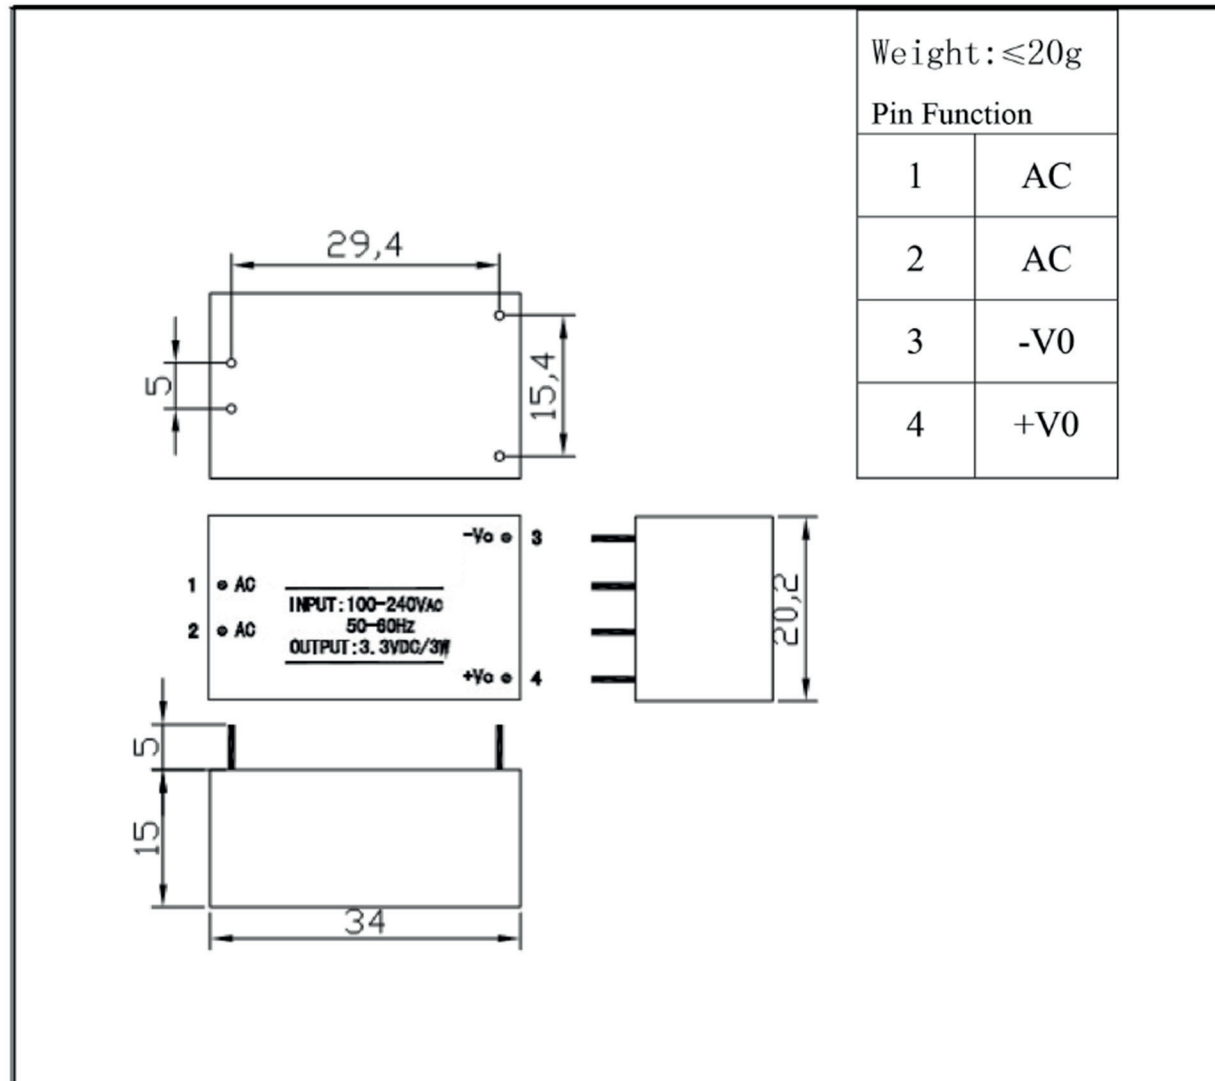 Weight:≤20g
Pin Function
1 AC
2 AC
3 -V0
4 +V0
29,4
5
15,4
-Vo 3
1 AC
INPUT:100-240VAC
50-60Hz
2 AC
OUTPUT:3.3VDC/3W
+Vo 4
20,2
5
15
34